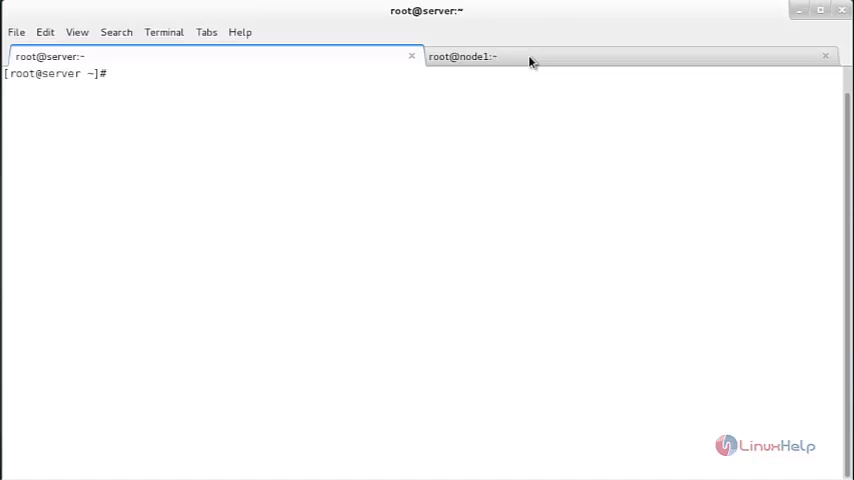 root@server:~
File Edit View Search Terminal Tabs Help
root@server:~ × root@node1:~ ×
[root@server ~]#
LinuxHelp